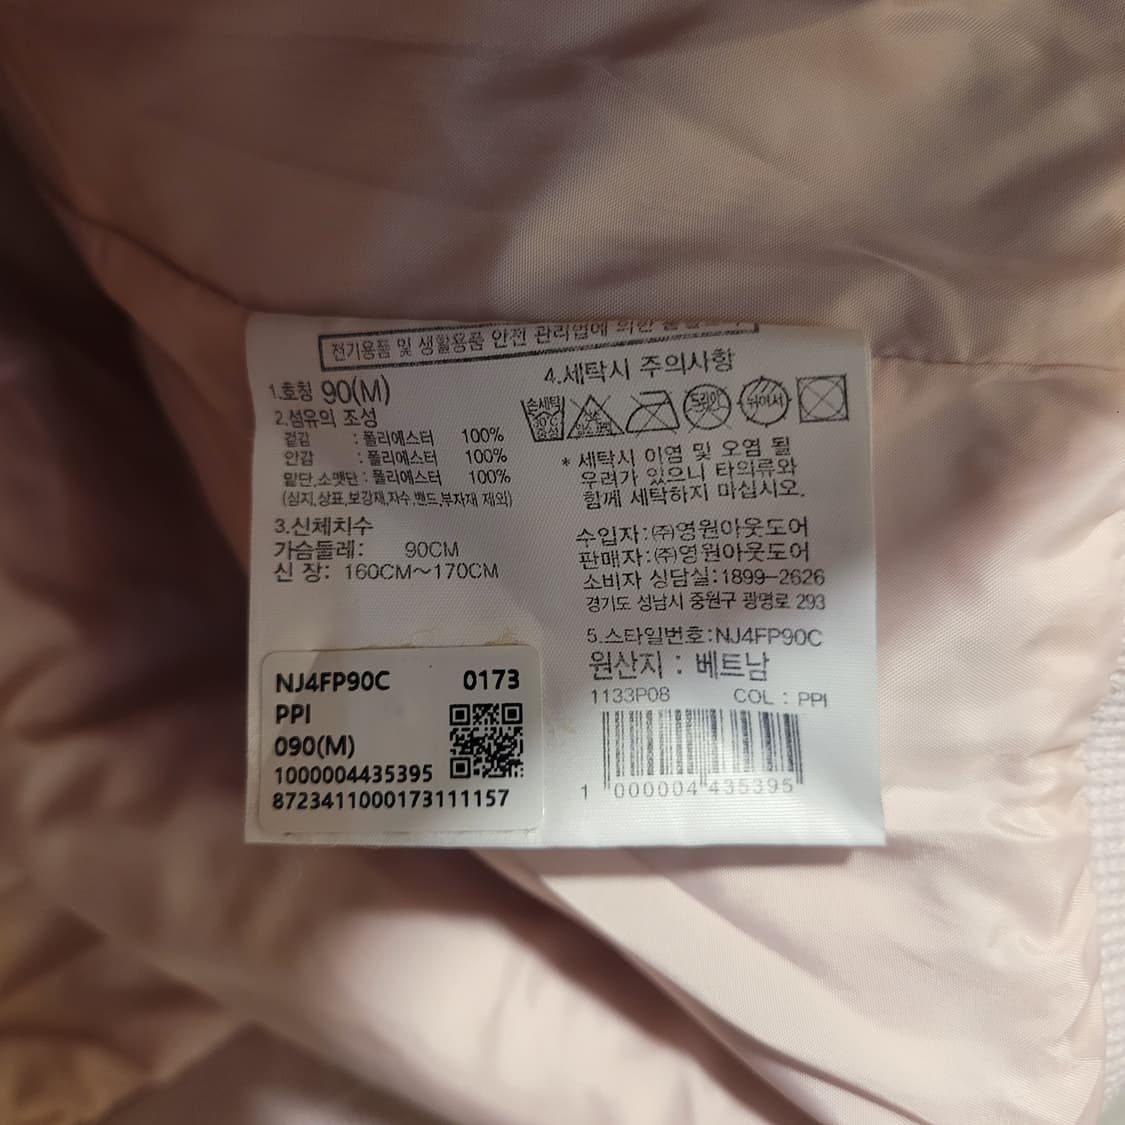 전기용품 및 생활용품 안전 관리법에 의한
1.호칭 90(M)
2.섬유의 조성
겉감 : 폴리에스터 100%
안감 : 폴리에스터 100%
밑단,소맷단 : 폴리에스터 100%
(심지,상표,보강재,자수,밴드,부자재 제외)
3.신체치수
가슴둘레: 90CM
신 장: 160CM~170CM
4.세탁시 주의사항
손세탁
30℃
중성
드라이
뉘어서
* 세탁시 이염 및 오염 될
우려가 있으니 타의류와
함께 세탁하지 마십시오.
수입자:(주)영원아웃도어
판매자:(주)영원아웃도어
소비자 상담실:1899-2626
경기도 성남시 중원구 광명로 293
5.스타일번호:NJ4FP90C
원산지 : 베트남
1133P08 COL : PPI
1 000004 435395
NJ4FP90C 0173
PPI
090(M)
1000004435395
8723411000173111157